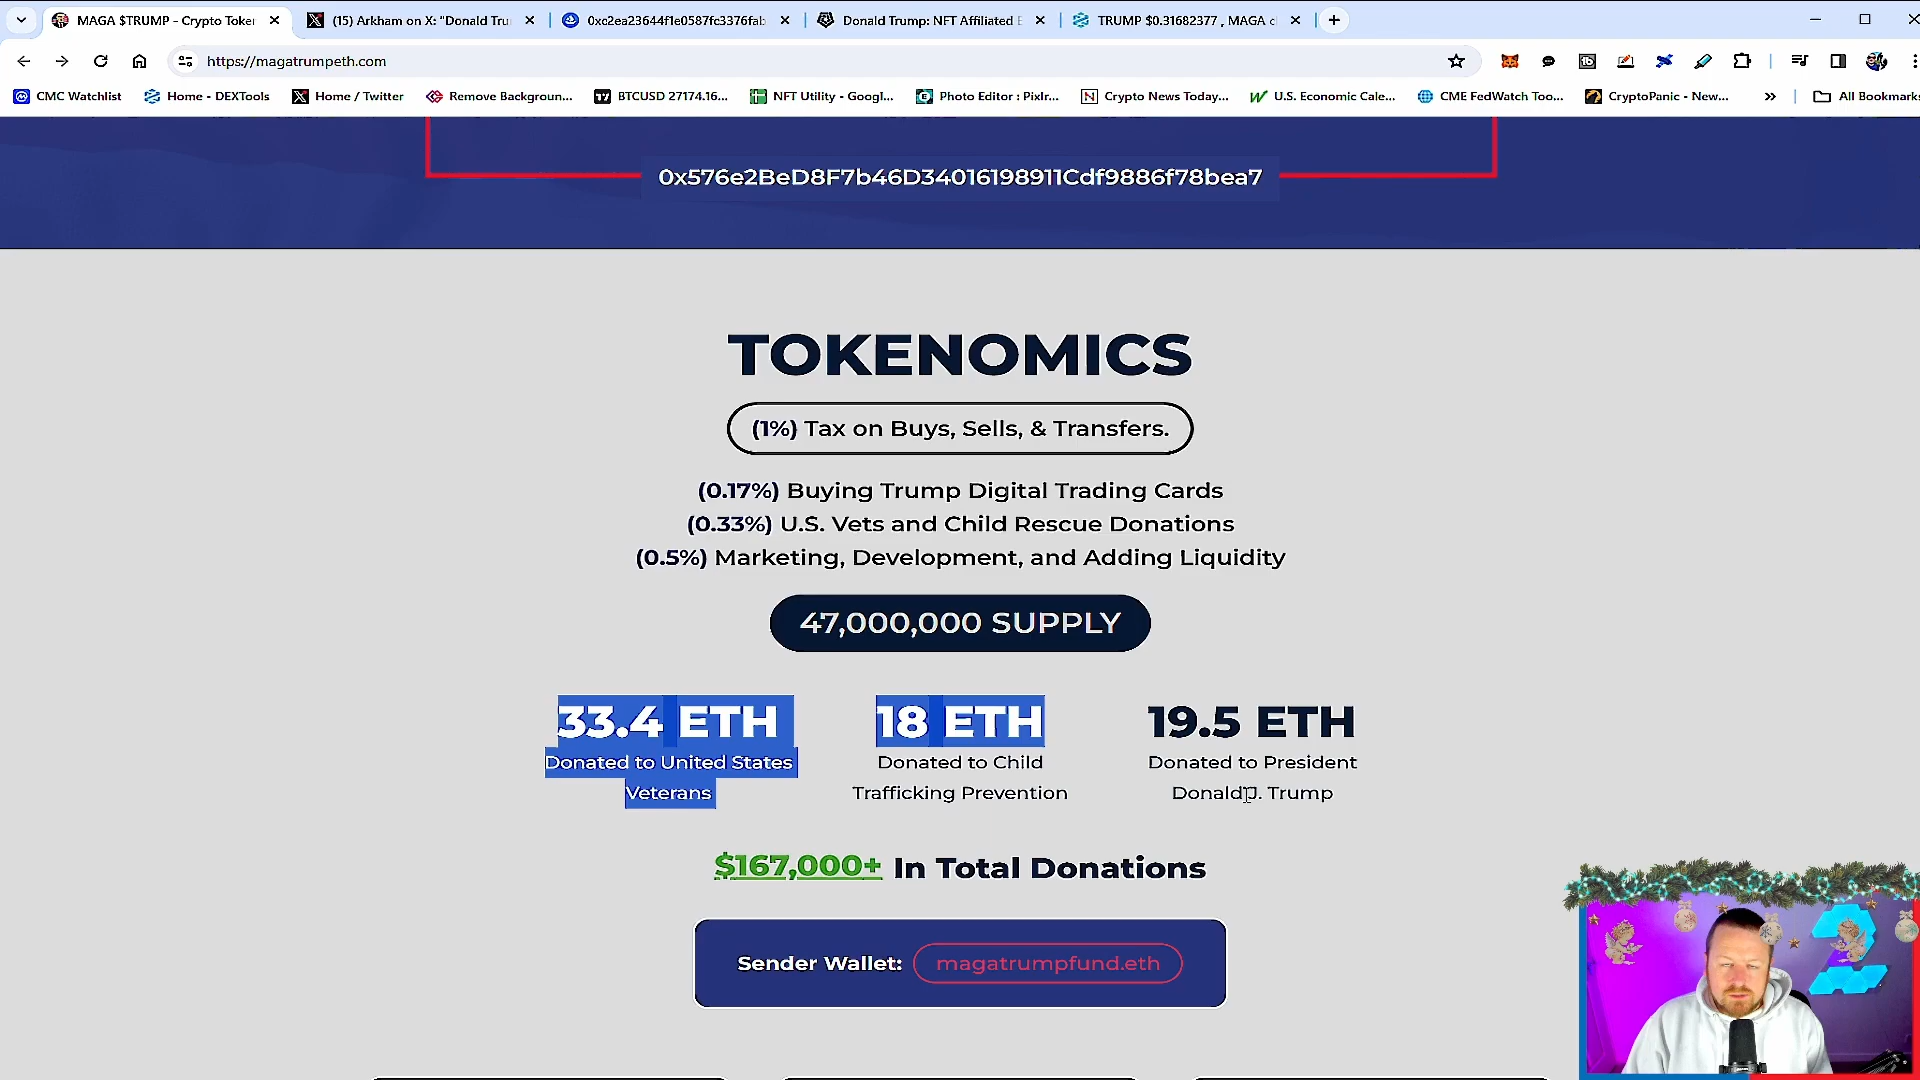 MAGA $TRUMP - Crypto Token
(15) Arkham on X: "Donald Tru
0xc2ea23644f1e0587fc3376fab
Donald Trump: NFT Affiliated E
TRUMP $0.31682377 , MAGA c
https://magatrumpeth.com
CMC Watchlist
Home - DEXTools
Home / Twitter
Remove Backgroun...
BTCUSD 27174.16...
NFT Utility - Googl...
Photo Editor : Pixlr...
Crypto News Today...
U.S. Economic Cale...
CME FedWatch Too...
CryptoPanic - New...
All Bookmarks
0x576e2BeD8F7b46D34016198911Cdf9886f78bea7
TOKENOMICS
(1%) Tax on Buys, Sells, & Transfers.
(0.17%) Buying Trump Digital Trading Cards
(0.33%) U.S. Vets and Child Rescue Donations
(0.5%) Marketing, Development, and Adding Liquidity
47,000,000 SUPPLY
33.4 ETH
Donated to United States
Veterans
18 ETH
Donated to Child
Trafficking Prevention
19.5 ETH
Donated to President
Donald J. Trump
$167,000+ In Total Donations
Sender Wallet: magatrumpfund.eth
2